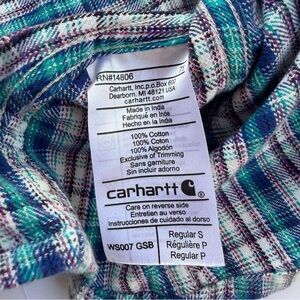 RN#14806
Carhartt, Inc.p.o.Box 600
Dearborn, MI 48121 USA
carhartt.com
Made in India
Fabriqué en Inde
Hecho en la India
100% Cotton
100% Coton
100% Algodón
Exclusive of Trimming
Sans garniture
Sin incluir adorno
carhartt
Care on reverse side
Entretien au verso
Instrucciones de cuidado al dorso
WS007 GSB
Regular S
Régulière P
Regular P